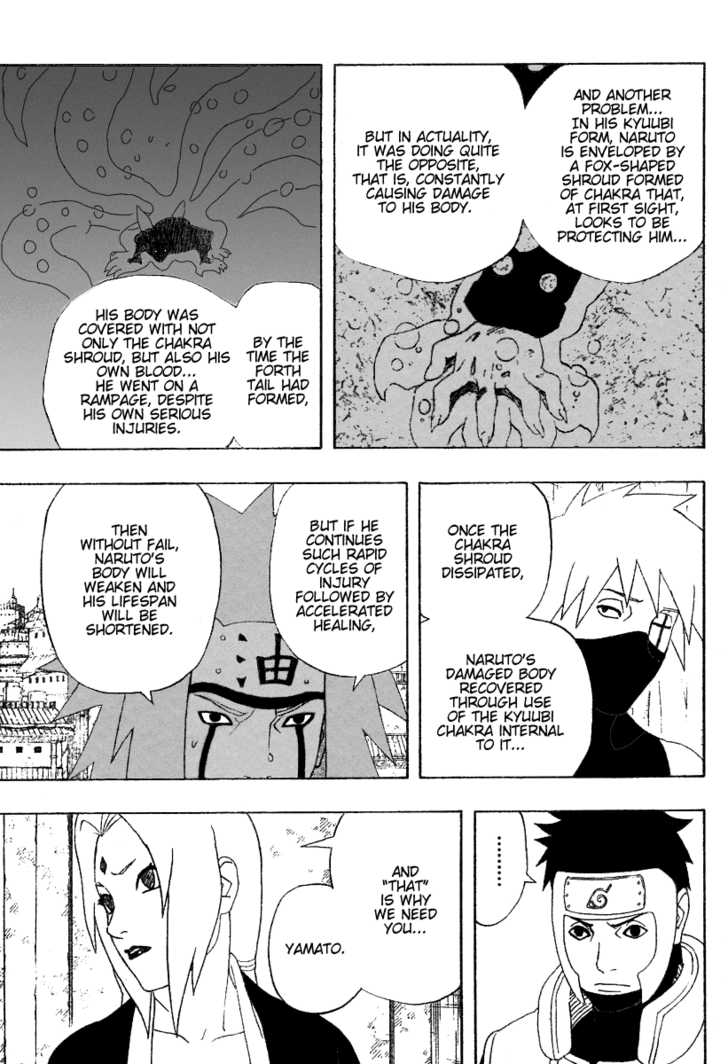 AND ANOTHER
PROBLEM...
IN HIS KYUUBI
FORM, NARUTO
IS ENVELOPED BY
A FOX-SHAPED
SHROUD FORMED
OF CHAKRA THAT,
AT FIRST SIGHT,
LOOKS TO BE
PROTECTING HIM...
BUT IN ACTUALITY,
IT WAS DOING QUITE
THE OPPOSITE,
THAT IS, CONSTANTLY
CAUSING DAMAGE
TO HIS BODY.
BY THE
TIME THE
FORTH
TAIL HAD
FORMED,
HIS BODY WAS
COVERED WITH NOT
ONLY THE CHAKRA
SHROUD, BUT ALSO HIS
OWN BLOOD...
HE WENT ON A
RAMPAGE, DESPITE
HIS OWN SERIOUS
INJURIES.
ONCE THE
CHAKRA
SHROUD
DISSIPATED,
NARUTO'S
DAMAGED BODY
RECOVERED
THROUGH USE
OF THE KYUUBI
CHAKRA INTERNAL
TO IT...
BUT IF HE
CONTINUES
SUCH RAPID
CYCLES OF
INJURY
FOLLOWED BY
ACCELERATED
HEALING,
THEN
WITHOUT FAIL,
NARUTO'S
BODY WILL
WEAKEN AND
HIS LIFESPAN
WILL BE
SHORTENED.
油
.........
AND
"THAT"
IS WHY
WE NEED
YOU...
YAMATO.